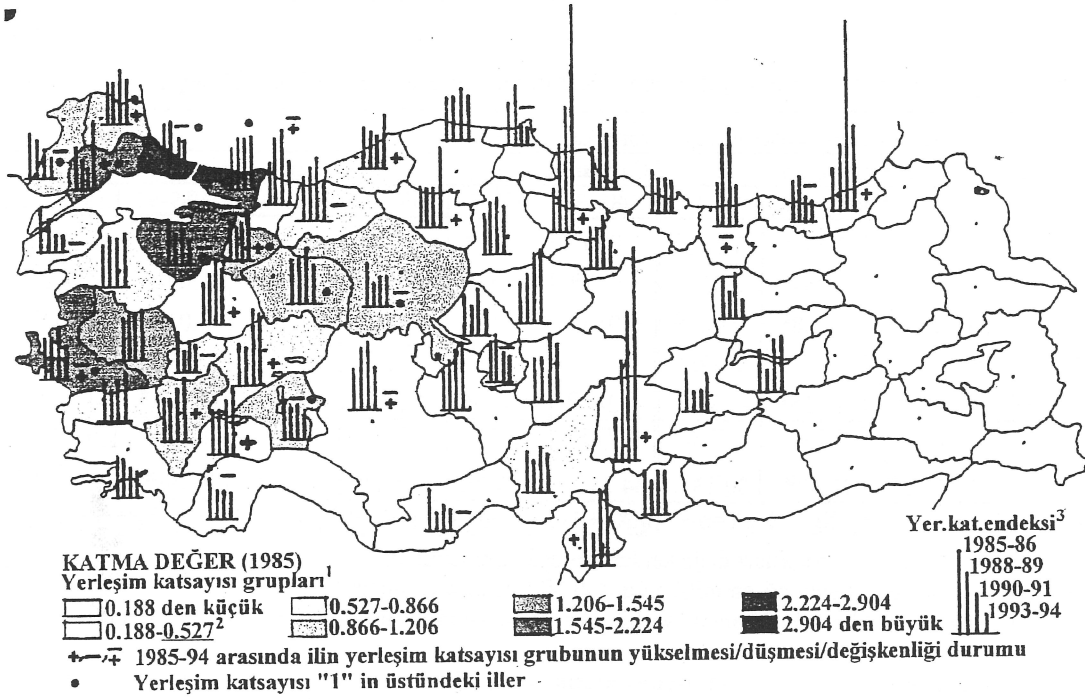 Yer.kat.endeksi3
1985-86
1988-89
1990-91
1993-94
KATMA DEĞER (1985)
Yerleşim katsayısı grupları1
0.188 den küçük
0.527-0.866
1.206-1.545
2.224-2.904
0.188-0.527 2
0.866-1.206
1.545-2.224
2.904 den büyük
+ - ∓ 1985-94 arasında ilin yerleşim katsayısı grubunun yükselmesi/düşmesi/değişkenliği durumu
• Yerleşim katsayısı "1" in üstündeki iller